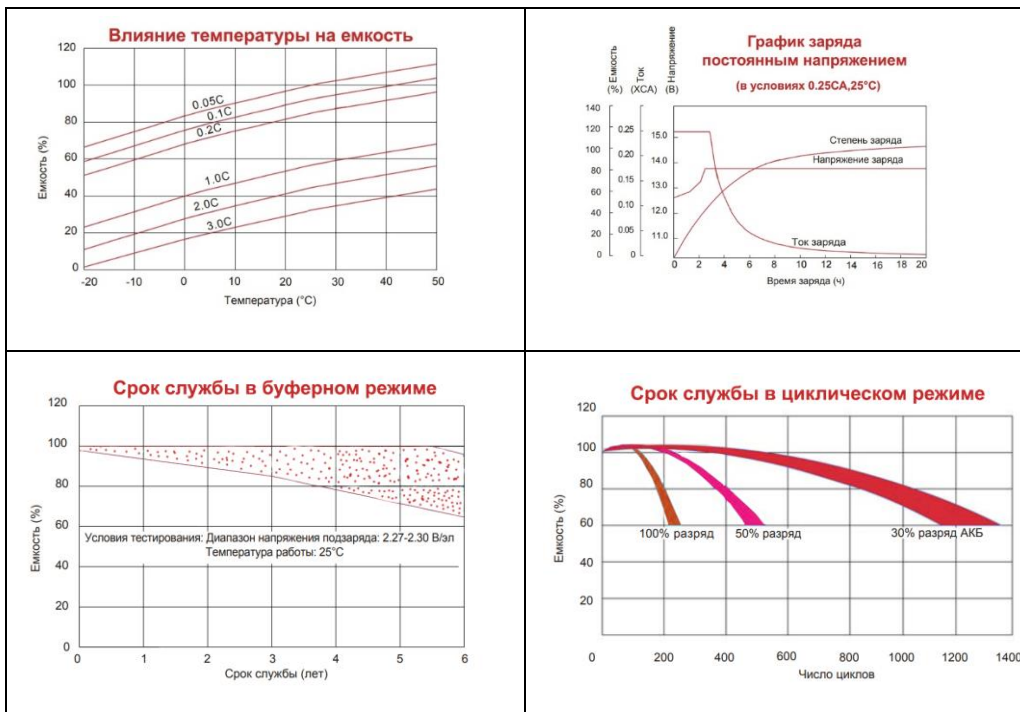 Влияние температуры на емкость
120
100
80
60
40
20
0
Емкость (%)
0.05C
0.1C
0.2C
1.0C
2.0C
3.0C
-20 -10 0 10 20 30 40 50
Температура (°C)
График заряда
постоянным напряжением
(в условиях 0.25CA,25°C)
Емкость
(%)
Ток
(XCA)
Напряжение
(В)
140
120 0.25 15.0
100 0.20 14.0
80 0.15 13.0
60 0.10 12.0
40 0.05 11.0
20
0 0
Степень заряда
Напряжение заряда
Ток заряда
0 2 4 6 8 10 12 14 16 18 20
Время заряда (ч)
Срок службы в буферном режиме
120
100
80
60
40
20
0
Емкость (%)
Условия тестирования: Диапазон напряжения подзаряда: 2.27-2.30 В/эл
Температура работы: 25°C
0 1 2 3 4 5 6
Срок службы (лет)
Срок службы в циклическом режиме
120
100
80
60
40
20
Емкость (%)
100% разряд 50% разряд 30% разряд АКБ
0 200 400 600 800 1000 1200 1400
Число циклов